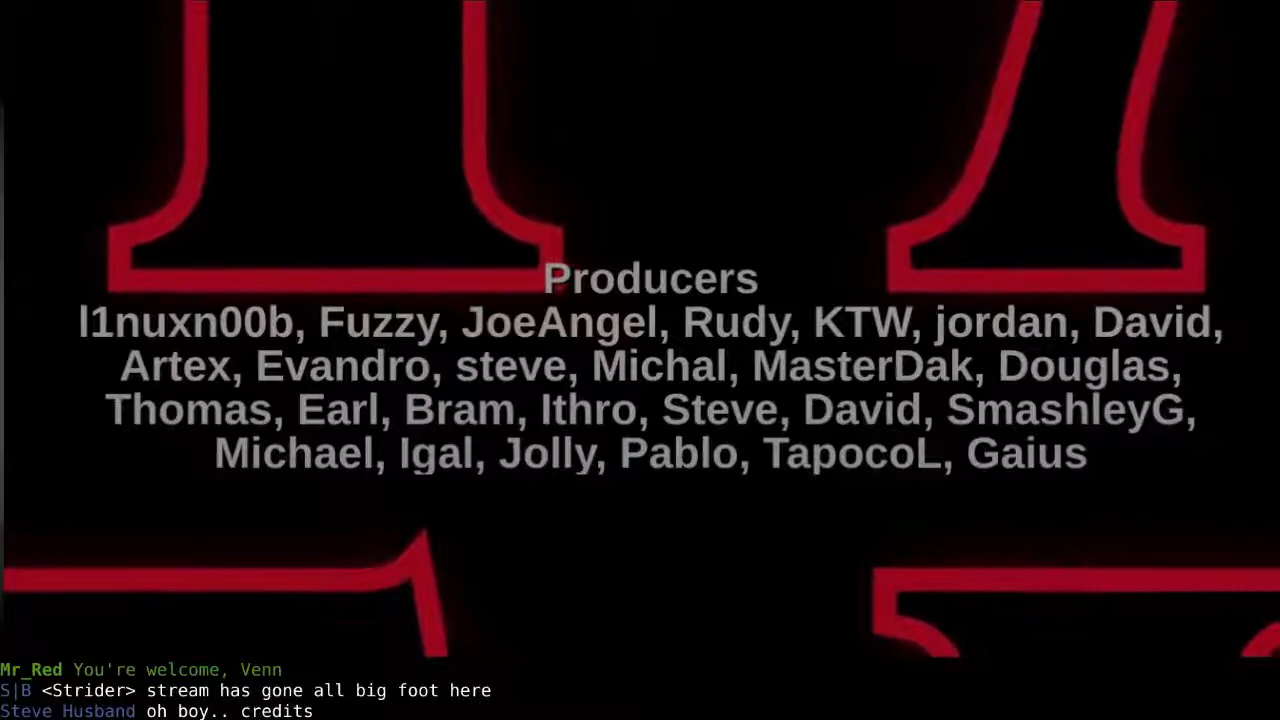 Producers
l1nuxn00b, Fuzzy, JoeAngel, Rudy, KTW, jordan, David,
Artex, Evandro, steve, Michal, MasterDak, Douglas,
Thomas, Earl, Bram, Ithro, Steve, David, SmashleyG,
Michael, Igal, Jolly, Pablo, TapocoL, Gaius
Mr_Red You're welcome, Venn
S|B <Strider> stream has gone all big foot here
Steve Husband oh boy.. credits